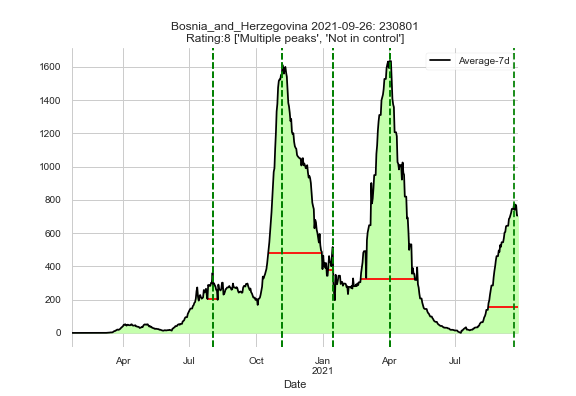 Bosnia_and_Herzegovina 2021-09-26: 230801
Rating:8 ['Multiple peaks', 'Not in control']
Average-7d
1600
1400
1200
1000
800
600
400
200
0
Apr
Jul
Oct
Jan
2021
Apr
Jul
Date